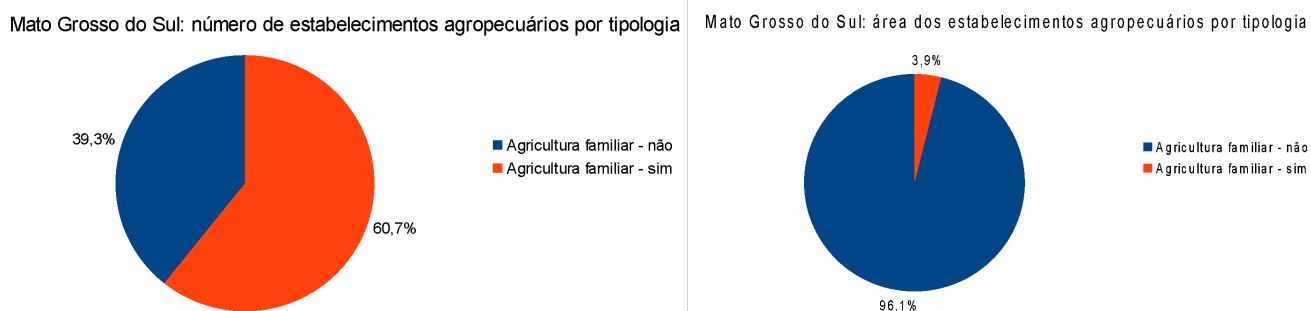 Mato Grosso do Sul: número de estabelecimentos agropecuários por tipologia
39,3%
Agricultura familiar - não
Agricultura familiar - sim
60,7%
Mato Grosso do Sul: área dos estabelecimentos agropecuários por tipologia
3,9%
Agricultura familiar - não
Agricultura familiar - sim
96,1%